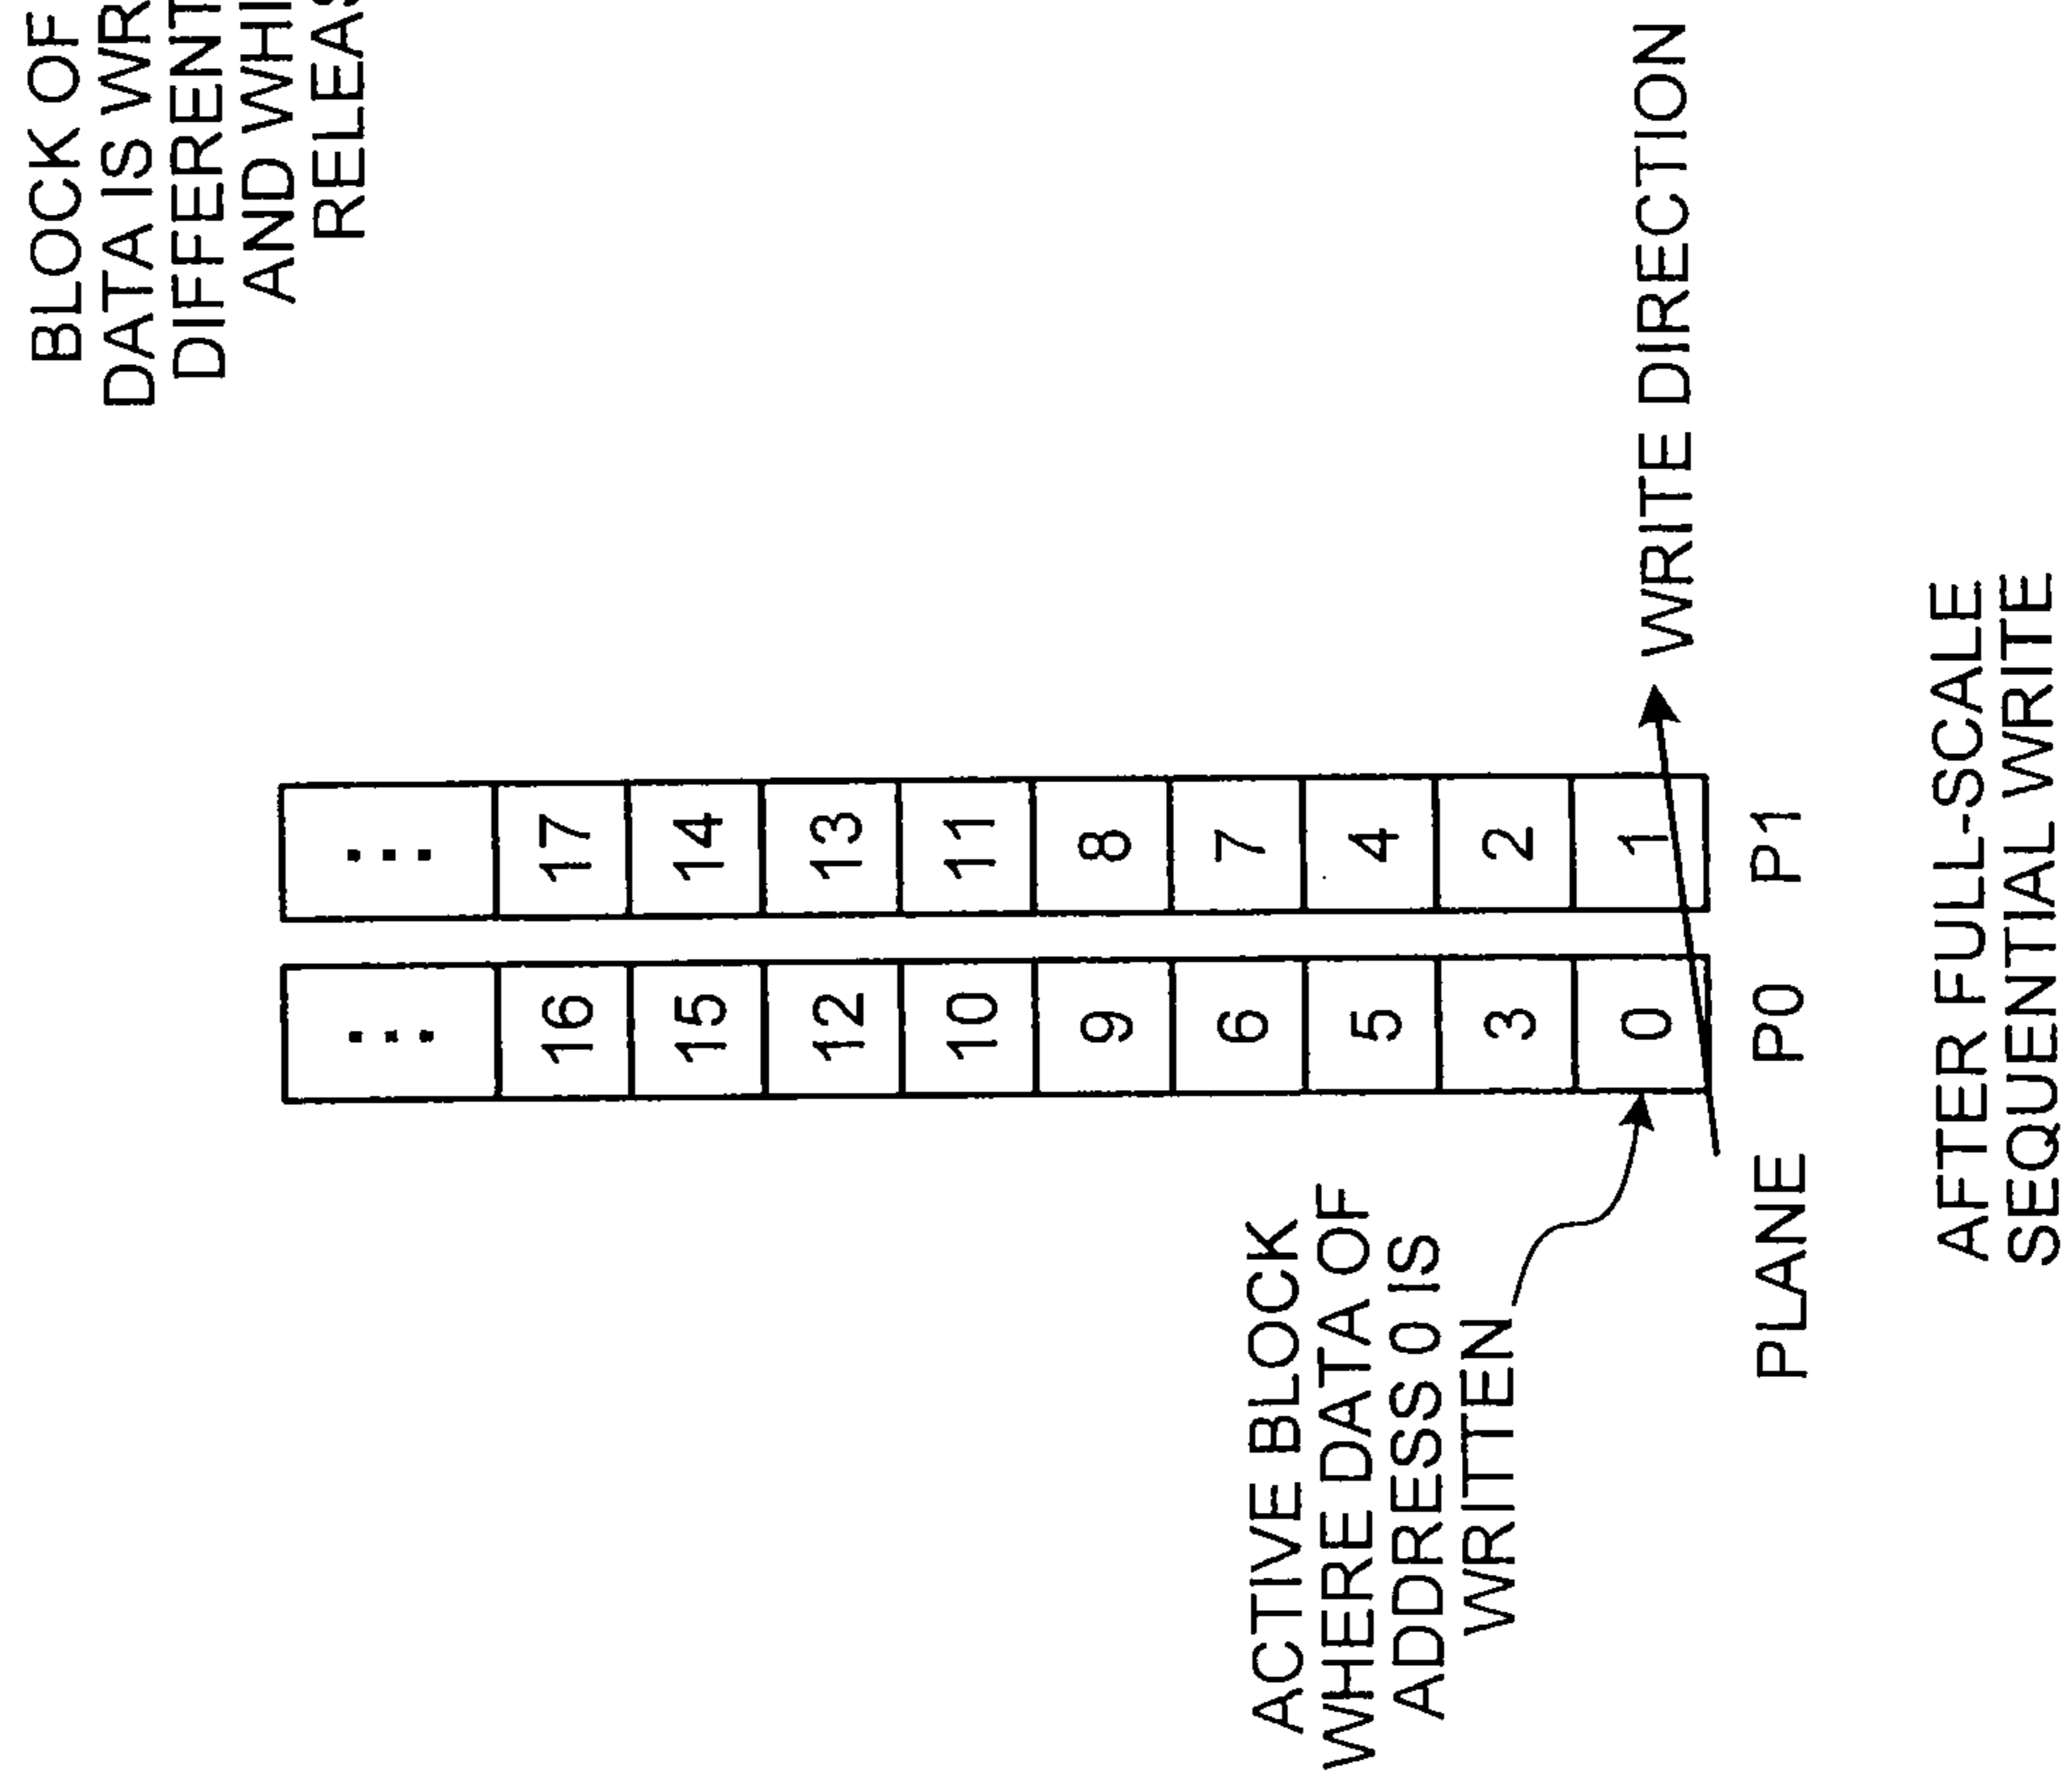 BLOCK OF
DATA IS WR
DIFFERENT
AND WHI
RELEAS
⋮ ⋮
16 17
15 14
12 13
10 11
9 8
6 7
5 4
3 2
0 1
ACTIVE BLOCK
WHERE DATA OF
ADDRESS 0 IS
WRITTEN
WRITE DIRECTION
PLANE P0 P1
AFTER FULL-SCALE
SEQUENTIAL WRITE